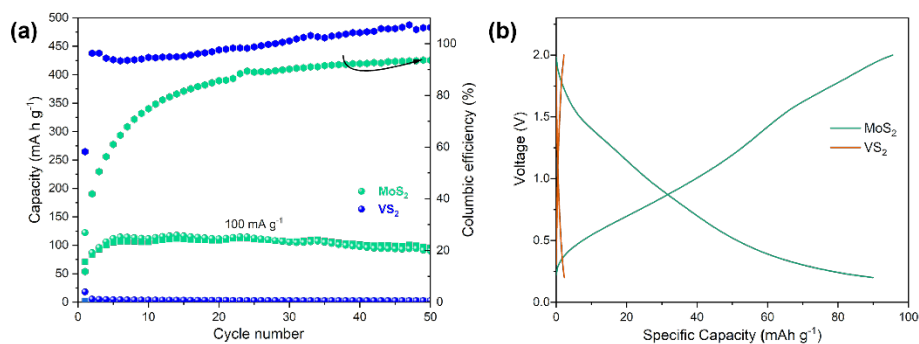 (a)
500
450
400
350
300
250
200
150
100
50
0
Capacity (mA h g⁻¹)
100
80
60
40
20
0
Columbic efficiency (%)
MoS₂
VS₂
100 mA g⁻¹
0 10 20 30 40 50
Cycle number
(b)
2.0
1.5
1.0
0.5
0.0
Voltage (V)
MoS₂
VS₂
0 20 40 60 80 100
Specific Capacity (mAh g⁻¹)